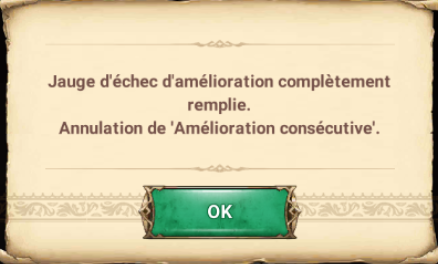 Jauge d'échec d'amélioration complètement
remplie.
Annulation de 'Amélioration consécutive'.
OK